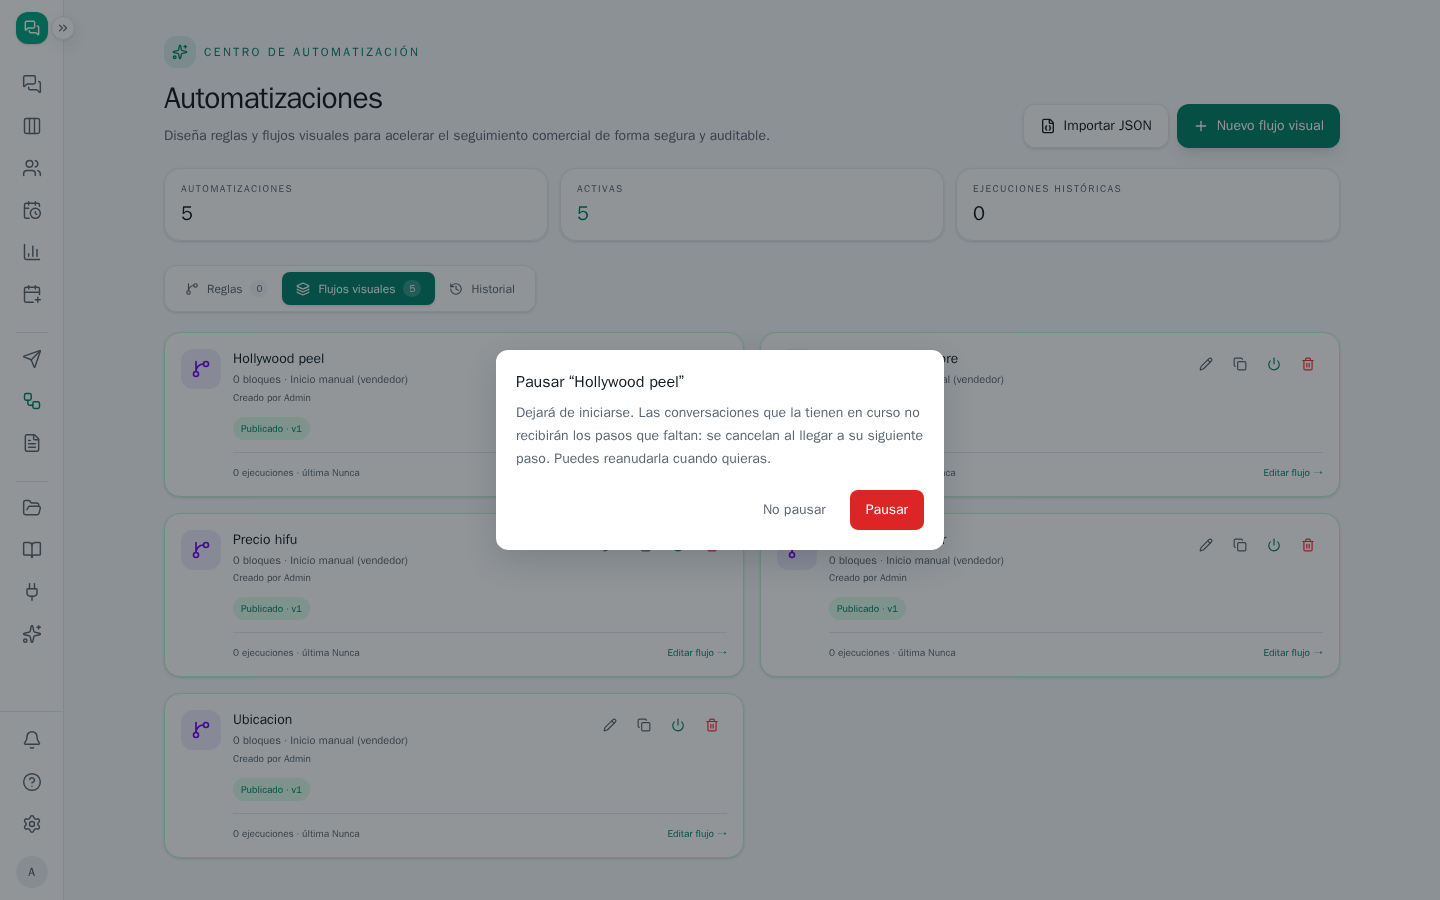 CENTRO DE AUTOMATIZACIÓN
Automatizaciones
Diseña reglas y flujos visuales para acelerar el seguimiento comercial de forma segura y auditable.
Importar JSON
Nuevo flujo visual
AUTOMATIZACIONES
5
ACTIVAS
5
EJECUCIONES HISTÓRICAS
0
Reglas 0
Flujos visuales 5
Historial
Hollywood peel
0 bloques · Inicio manual (vendedor)
Creado por Admin
Publicado · v1
0 ejecuciones · última Nunca
Editar flujo →
Pausar “Hollywood peel”
Dejará de iniciarse. Las conversaciones que la tienen en curso no
recibirán los pasos que faltan: se cancelan al llegar a su siguiente
paso. Puedes reanudarla cuando quieras.
No pausar
Pausar
Precio hifu
0 bloques · Inicio manual (vendedor)
Creado por Admin
Publicado · v1
0 ejecuciones · última Nunca
Editar flujo →
0 bloques · Inicio manual (vendedor)
Creado por Admin
Publicado · v1
0 ejecuciones · última Nunca
Editar flujo →
Ubicacion
0 bloques · Inicio manual (vendedor)
Creado por Admin
Publicado · v1
0 ejecuciones · última Nunca
Editar flujo →
A